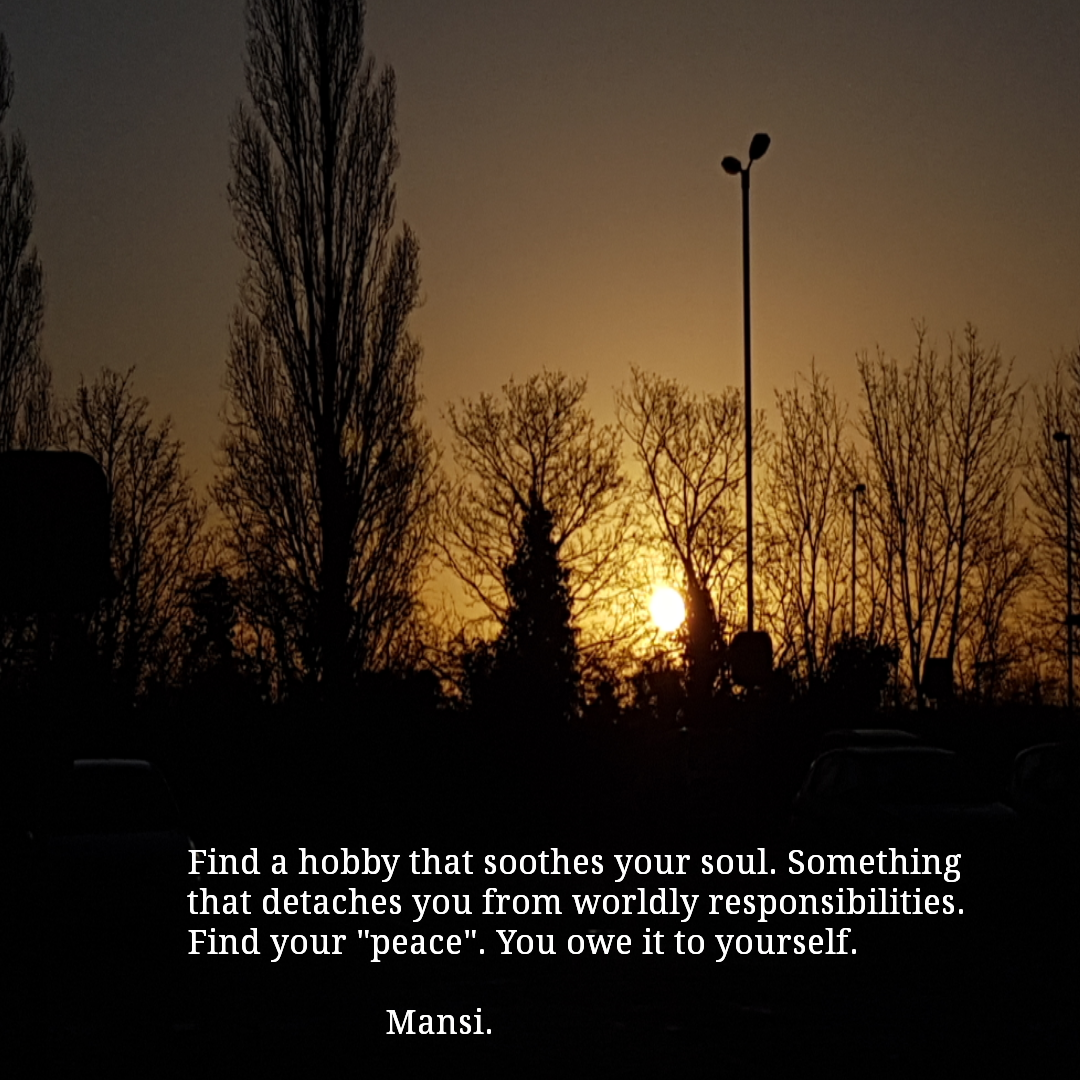 Find a hobby that soothes your soul. Something
that detaches you from worldly responsibilities.
Find your "peace". You owe it to yourself.
Mansi.